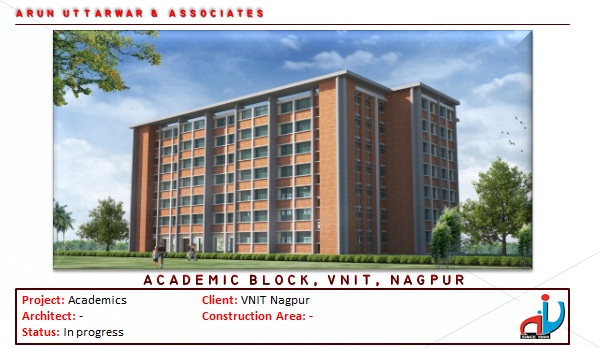 ARUN UTTARWAR & ASSOCIATES
ACADEMIC BLOCK, VNIT, NAGPUR
Project: Academics Client: VNIT Nagpur
Architect: - Construction Area: -
Status: In progress